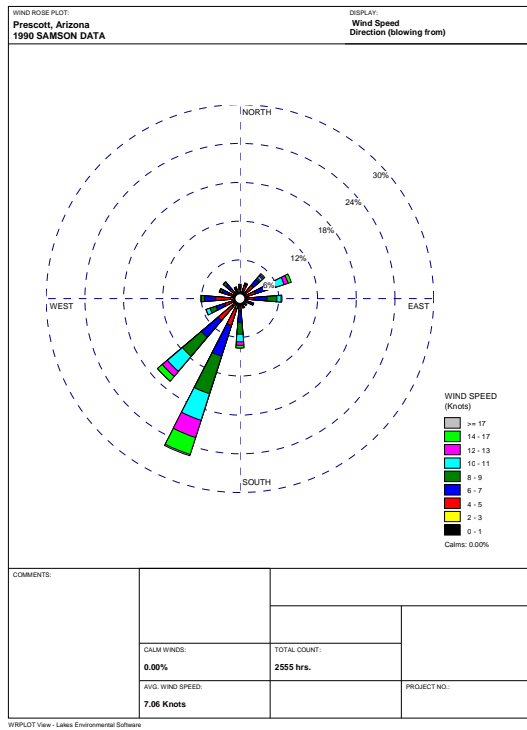 WIND ROSE PLOT:
Prescott, Arizona
1990 SAMSON DATA
DISPLAY:
Wind Speed
Direction (blowing from)
NORTH
30%
24%
18%
12%
6%
WEST
EAST
SOUTH
WIND SPEED
(Knots)
>= 17
14 - 17
12 - 13
10 - 11
8 - 9
6 - 7
4 - 5
2 - 3
0 - 1
Calms: 0.00%
COMMENTS:
CALM WINDS:
0.00%
TOTAL COUNT:
2555 hrs.
AVG. WIND SPEED:
7.06 Knots
PROJECT NO.:
WRPLOT View - Lakes Environmental Software